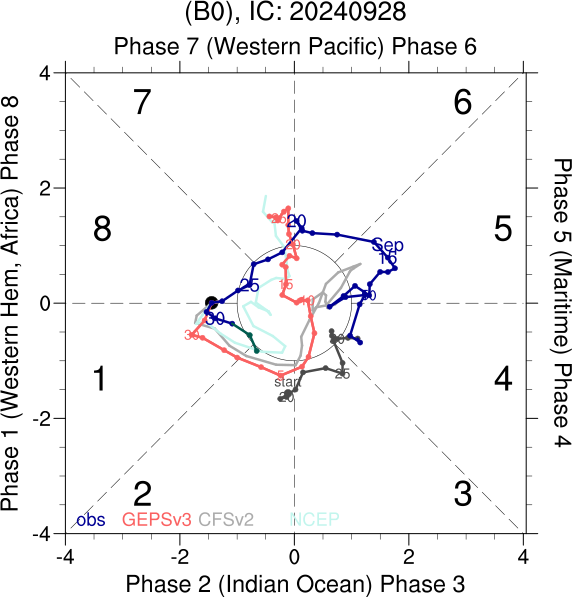 (B0), IC: 20240928
Phase 7 (Western Pacific) Phase 6
4
7
6
Phase 1 (Western Hem, Africa) Phase 8
Phase 5 (Maritime) Phase 4
2
20
Sep
15
8
5
25
0
30
30
1
4
5
start
25
20
-2
2
3
obs GEPSv3 CFSv2 NCEP
-4
-4 -2 0 2 4
Phase 2 (Indian Ocean) Phase 3